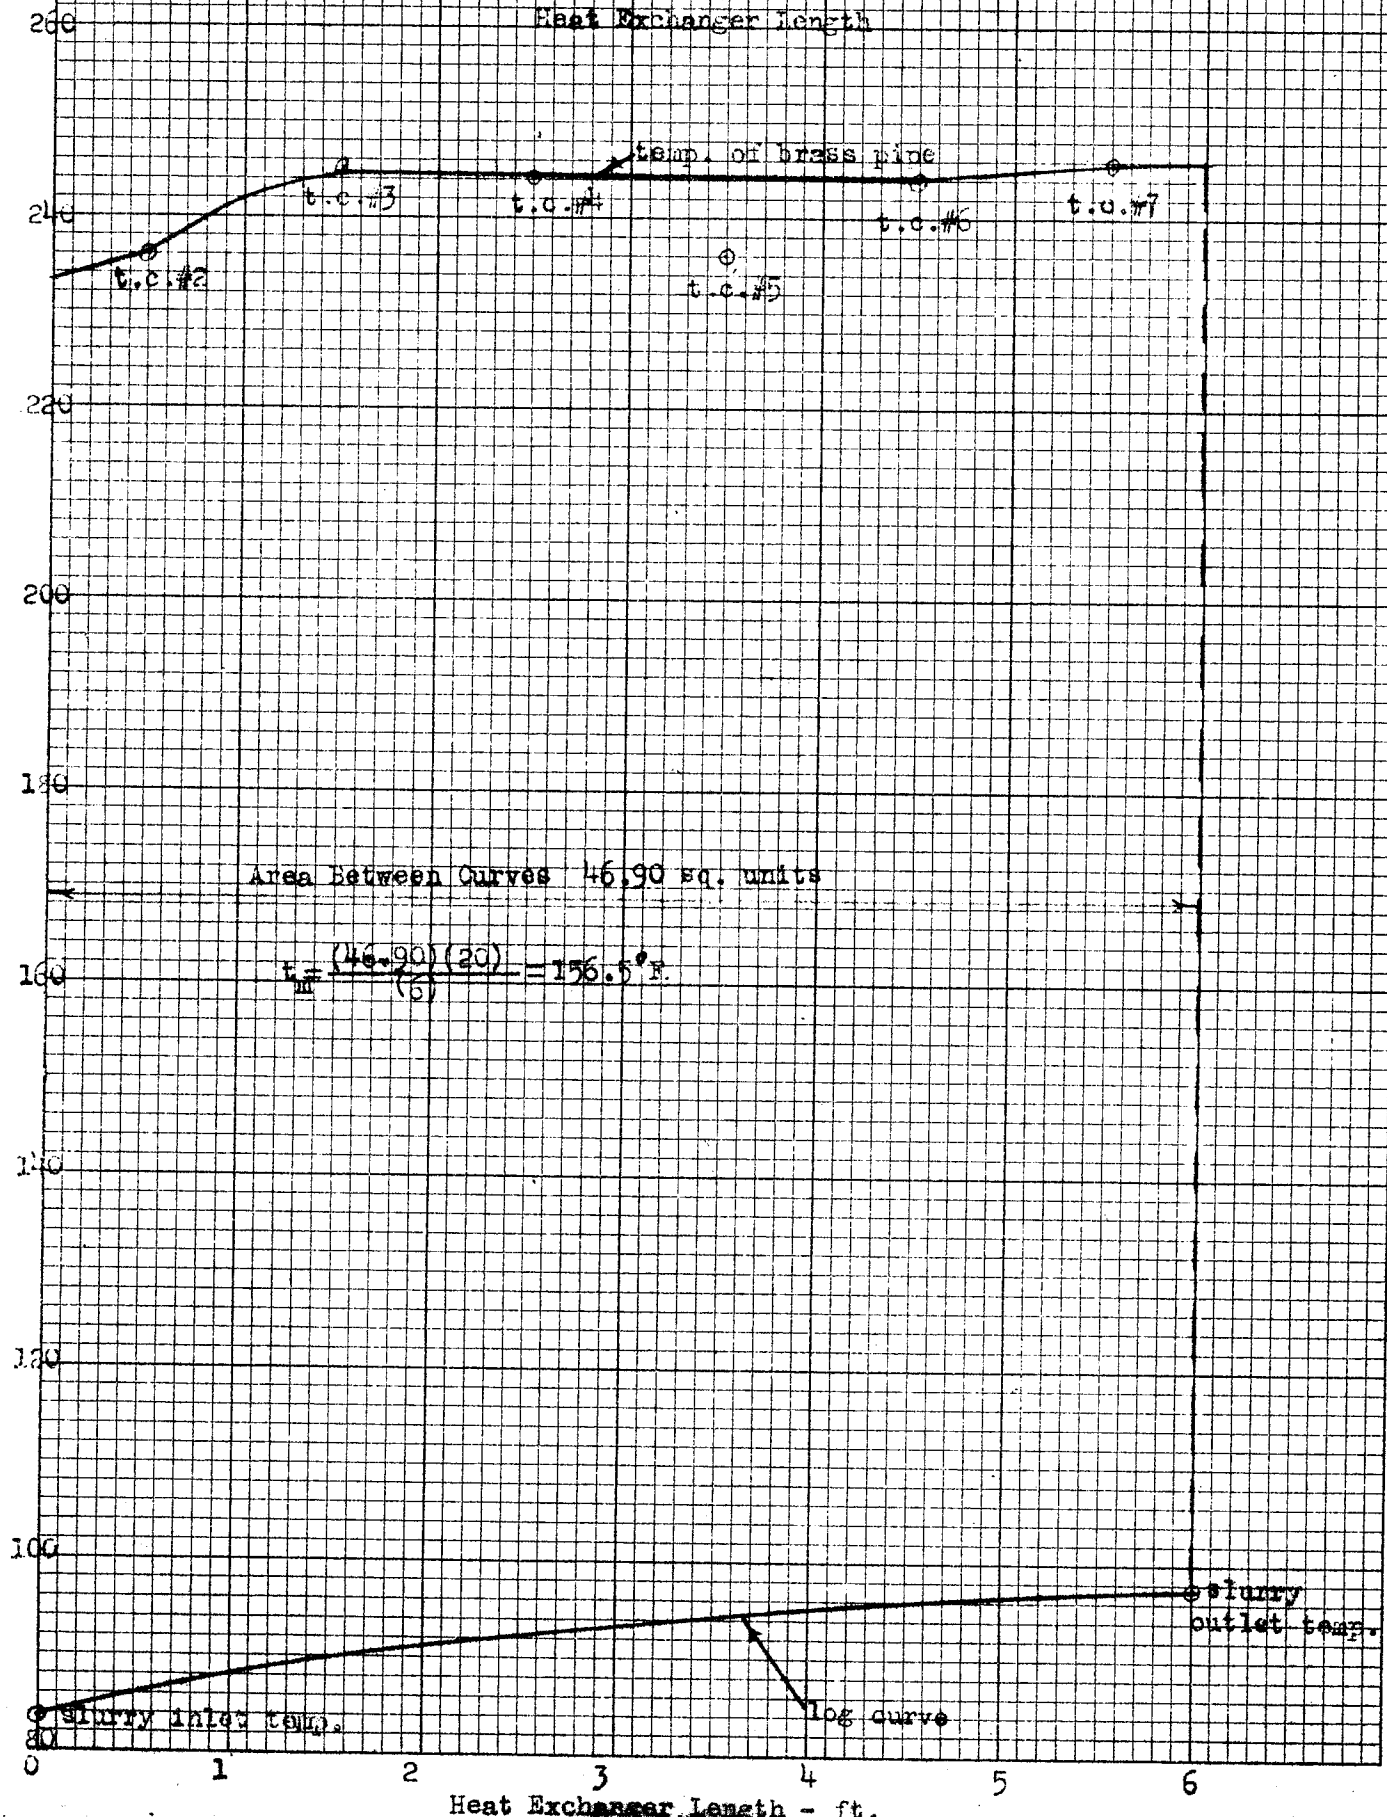 Heat Exchanger Length
260
temp. of brass pipe
t.c.#3
t.c.#4
t.c.#6
t.c.#7
240
t.c.#2
t.c.#5
220
200
180
Area Between Curves 46.90 sq. units
160
t_m = (46.90)(20) / (6) = 156.5°F.
140
120
100
slurry
outlet temp.
slurry inlet temp.
log curve
80
0 1 2 3 4 5 6
Heat Exchanger Length - ft.